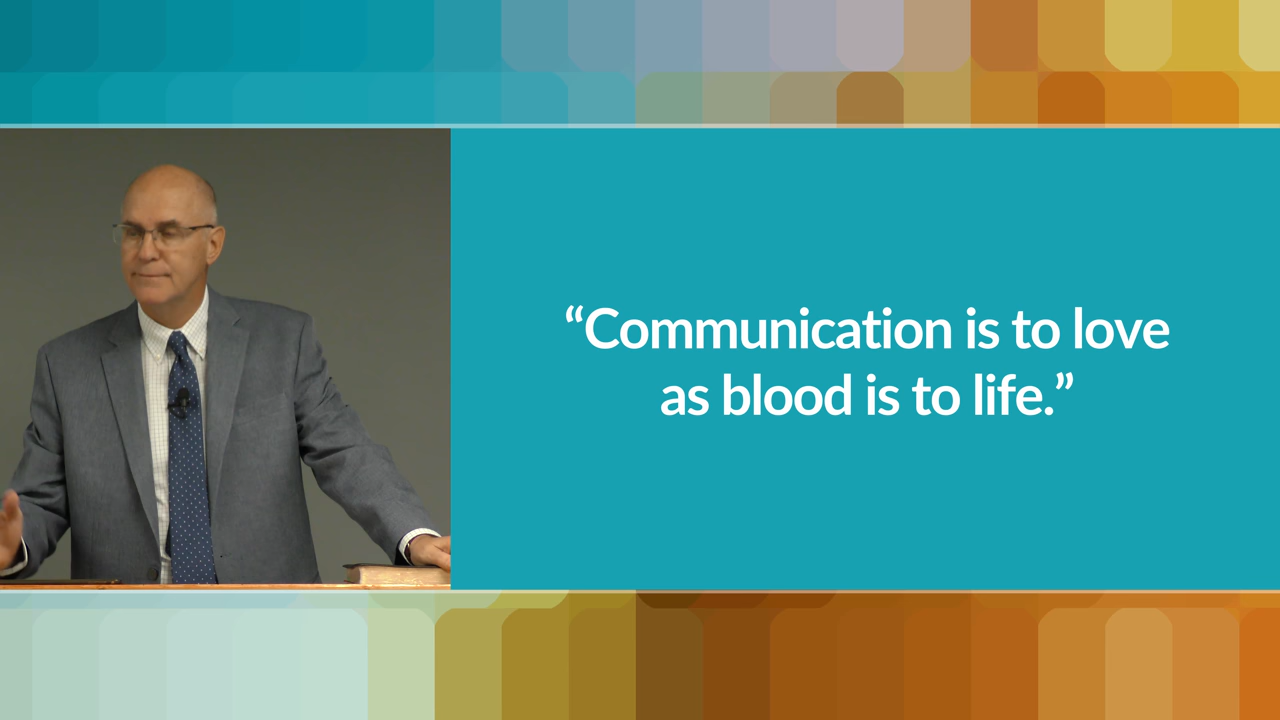 “Communication is to love
as blood is to life.”